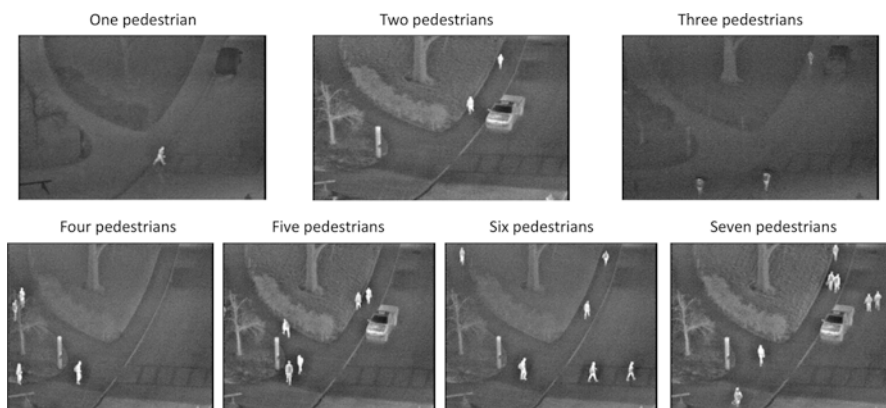 One pedestrian
Two pedestrians
Three pedestrians
Four pedestrians
Five pedestrians
Six pedestrians
Seven pedestrians